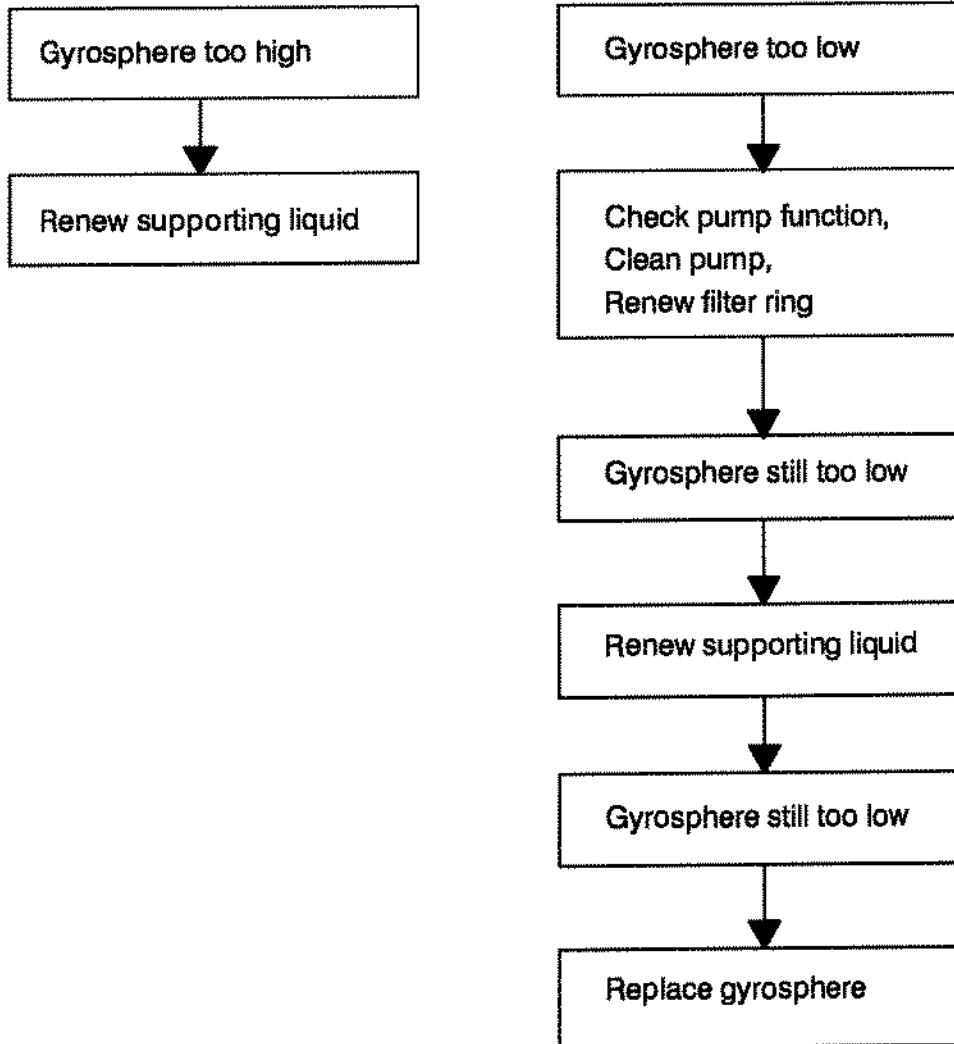 Gyrosphere too high
Renew supporting liquid
Gyrosphere too low
Check pump function,
Clean pump,
Renew filter ring
Gyrosphere still too low
Renew supporting liquid
Gyrosphere still too low
Replace gyrosphere